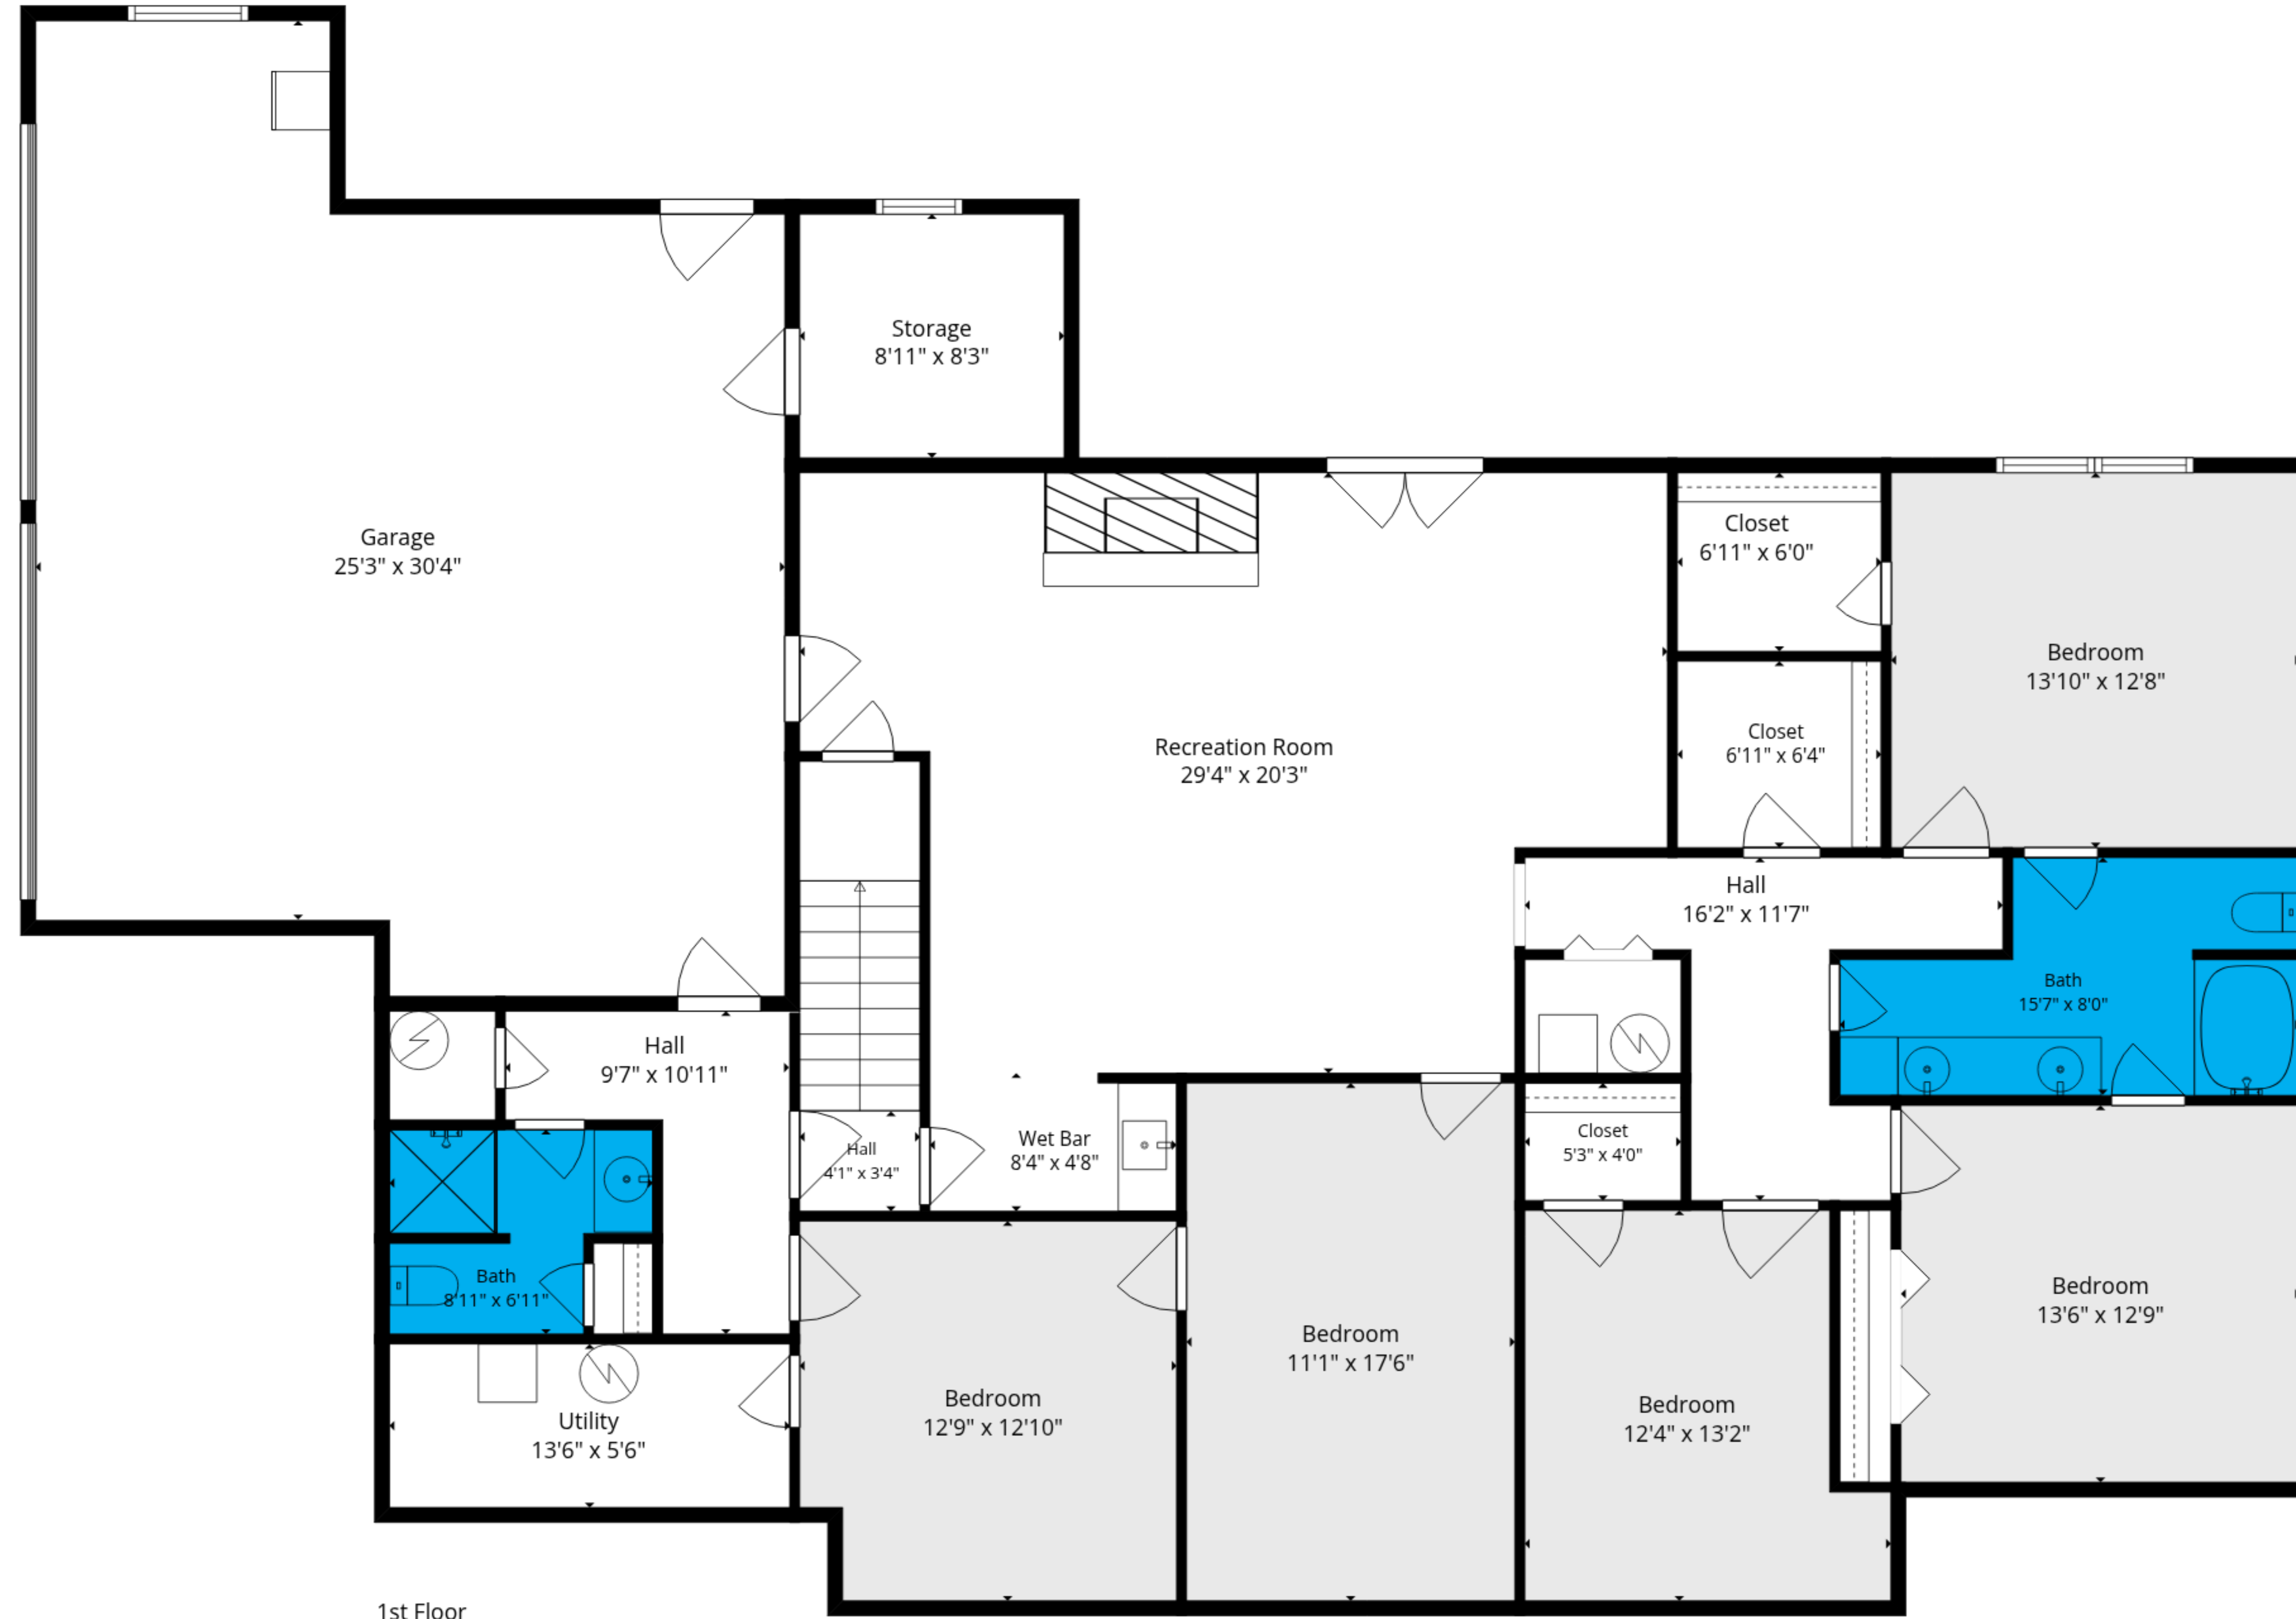 Storage
8'11" x 8'3"
Garage
25'3" x 30'4"
Closet
6'11" x 6'0"
Bedroom
13'10" x 12'8"
Closet
6'11" x 6'4"
Recreation Room
29'4" x 20'3"
Hall
16'2" x 11'7"
Bath
15'7" x 8'0"
Hall
9'7" x 10'11"
Hall
4'1" x 3'4"
Wet Bar
8'4" x 4'8"
Closet
5'3" x 4'0"
Bath
8'11" x 6'11"
Bedroom
13'6" x 12'9"
Bedroom
11'1" x 17'6"
Bedroom
12'9" x 12'10"
Bedroom
12'4" x 13'2"
Utility
13'6" x 5'6"
1st Floor